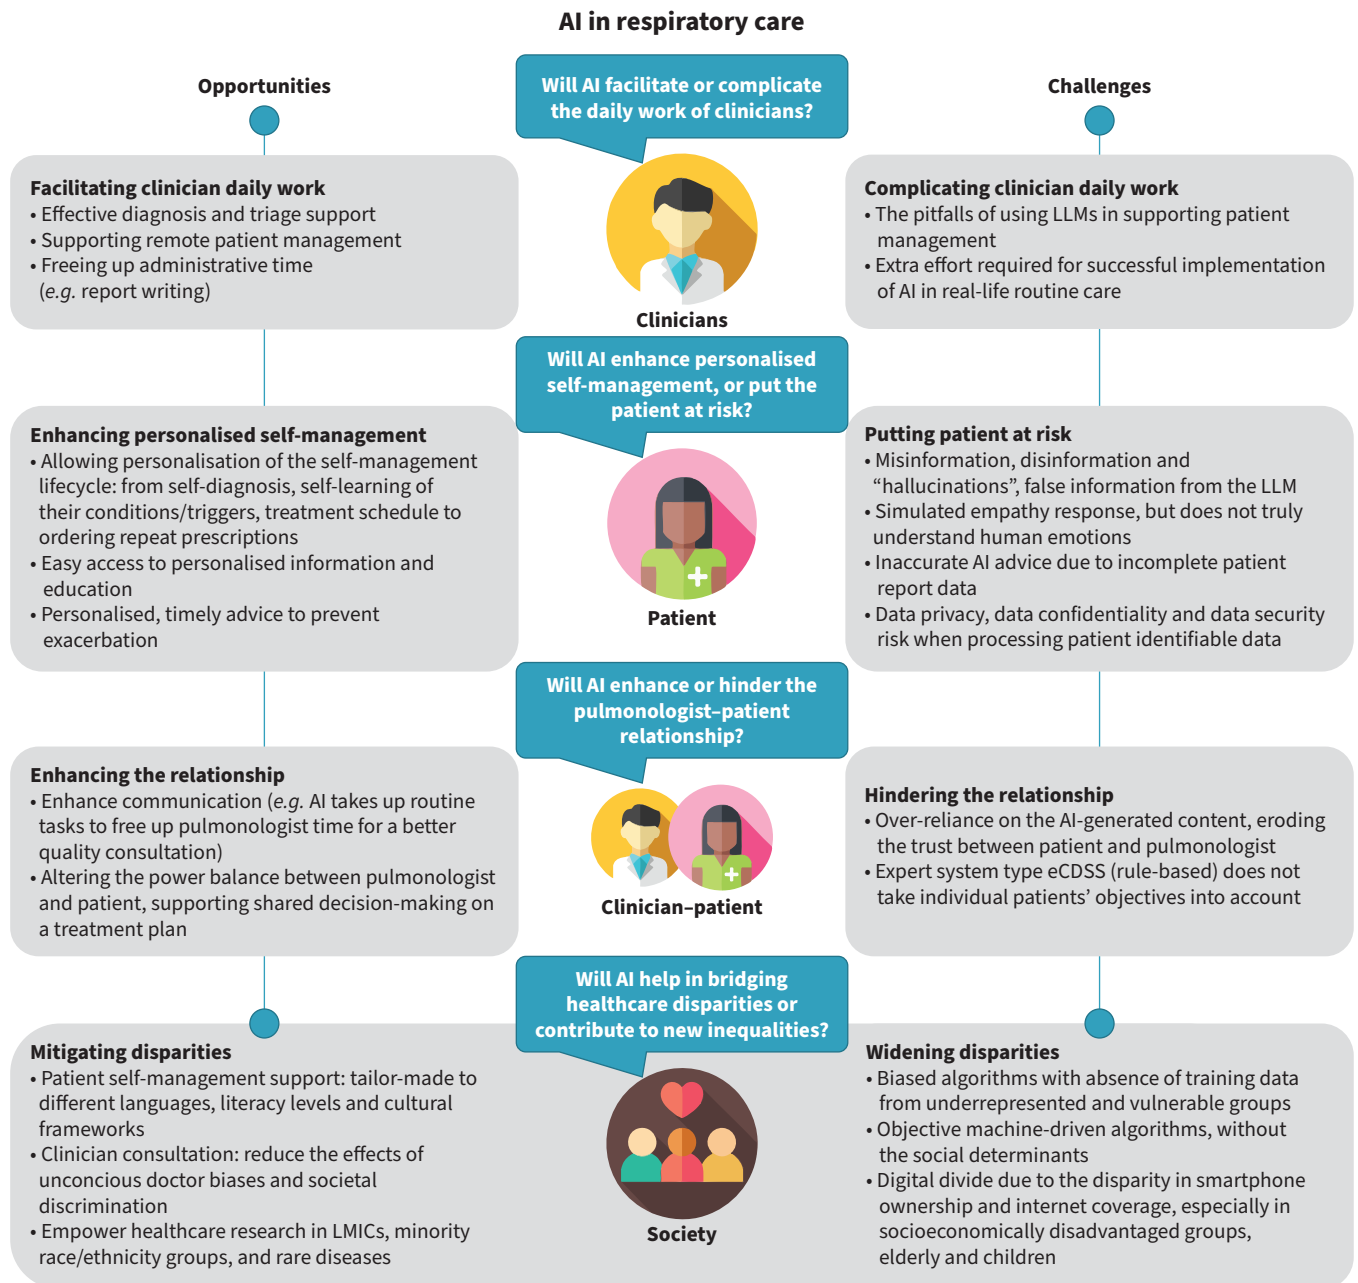 AI in respiratory care
Opportunities
Will AI facilitate or complicate
the daily work of clinicians?
Challenges
Facilitating clinician daily work
• Effective diagnosis and triage support
• Supporting remote patient management
• Freeing up administrative time
(e.g. report writing)
Clinicians
Complicating clinician daily work
• The pitfalls of using LLMs in supporting patient
management
• Extra effort required for successful implementation
of AI in real-life routine care
Will AI enhance personalised
self-management, or put the
patient at risk?
Enhancing personalised self-management
• Allowing personalisation of the self-management
lifecycle: from self-diagnosis, self-learning of
their conditions/triggers, treatment schedule to
ordering repeat prescriptions
• Easy access to personalised information and
education
• Personalised, timely advice to prevent
exacerbation
Patient
Putting patient at risk
• Misinformation, disinformation and
“hallucinations”, false information from the LLM
• Simulated empathy response, but does not truly
understand human emotions
• Inaccurate AI advice due to incomplete patient
report data
• Data privacy, data confidentiality and data security
risk when processing patient identifiable data
Will AI enhance or hinder the
pulmonologist–patient
relationship?
Enhancing the relationship
• Enhance communication (e.g. AI takes up routine
tasks to free up pulmonologist time for a better
quality consultation)
• Altering the power balance between pulmonologist
and patient, supporting shared decision-making on
a treatment plan
Clinician–patient
Hindering the relationship
• Over-reliance on the AI-generated content, eroding
the trust between patient and pulmonologist
• Expert system type eCDSS (rule-based) does not
take individual patients’ objectives into account
Will AI help in bridging
healthcare disparities or
contribute to new inequalities?
Mitigating disparities
• Patient self-management support: tailor-made to
different languages, literacy levels and cultural
frameworks
• Clinician consultation: reduce the effects of
unconcious doctor biases and societal
discrimination
• Empower healthcare research in LMICs, minority
race/ethnicity groups, and rare diseases
Society
Widening disparities
• Biased algorithms with absence of training data
from underrepresented and vulnerable groups
• Objective machine-driven algorithms, without
the social determinants
• Digital divide due to the disparity in smartphone
ownership and internet coverage, especially in
socioeconomically disadvantaged groups,
elderly and children